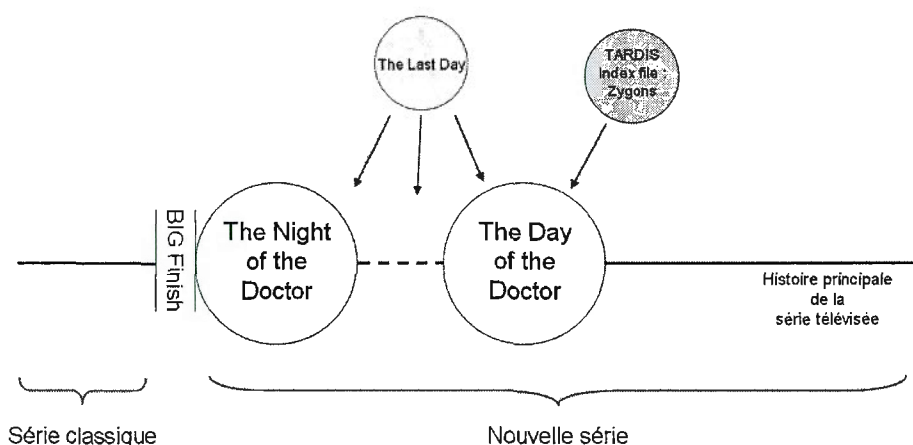 The Last Day
TARDIS
Index file :
Zygons
BIG Finish
The Night
of the
Doctor
The Day
of the
Doctor
Histoire principale
de la
série télévisée
Série classique
Nouvelle série